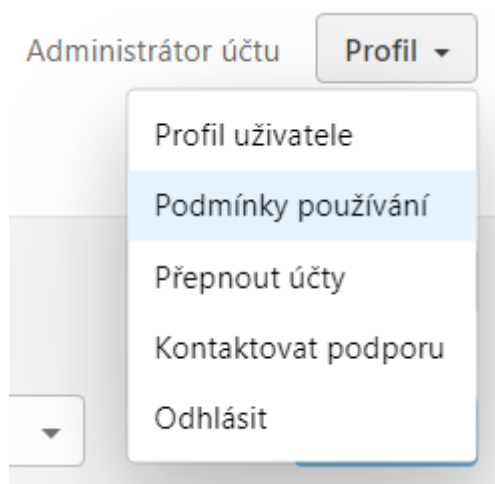 Administrátor účtu Profil
Profil uživatele
Podmínky používání
Přepnout účty
Kontaktovat podporu
Odhlásit